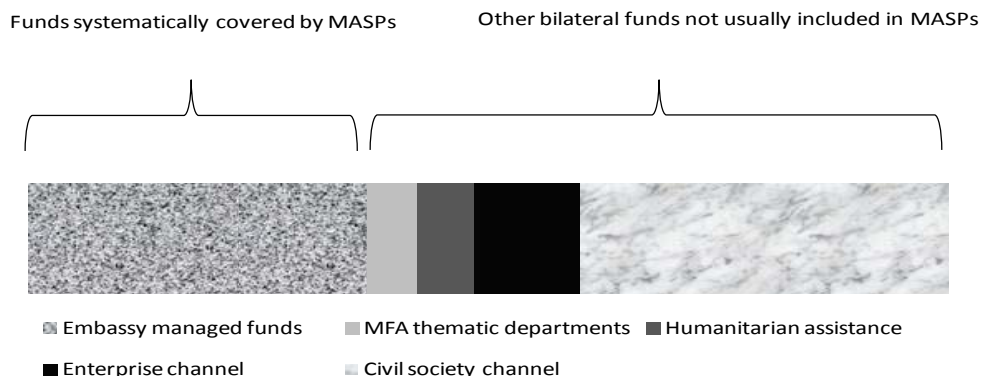 Funds systematically covered by MASPs
Other bilateral funds not usually included in MASPs
Embassy managed funds
MFA thematic departments
Humanitarian assistance
Enterprise channel
Civil society channel